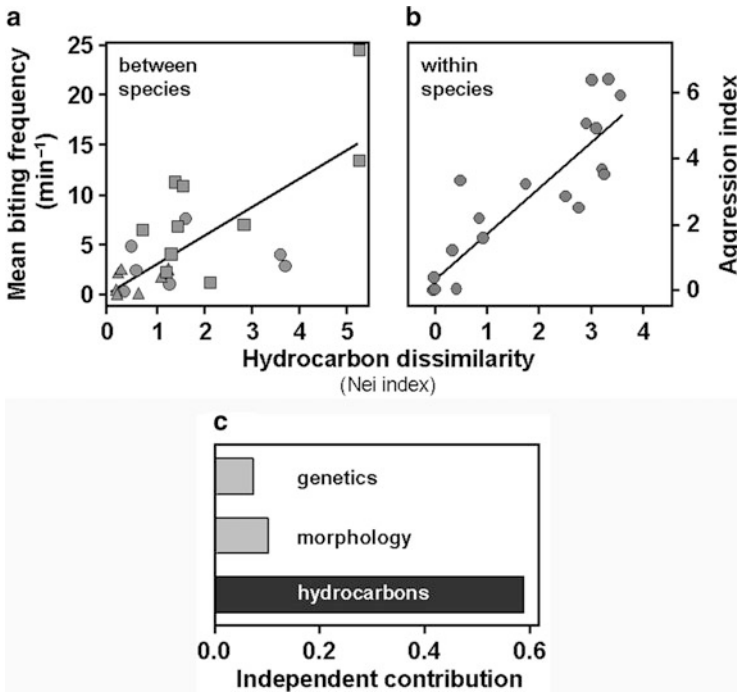 a
between
species
Mean biting frequency
(min⁻¹)
25
20
15
10
5
0
0 1 2 3 4 5
b
within
species
6
4
2
0
Aggression index
0 1 2 3 4
Hydrocarbon dissimilarity
(Nei index)
c
genetics
morphology
hydrocarbons
0.0 0.2 0.4 0.6
Independent contribution